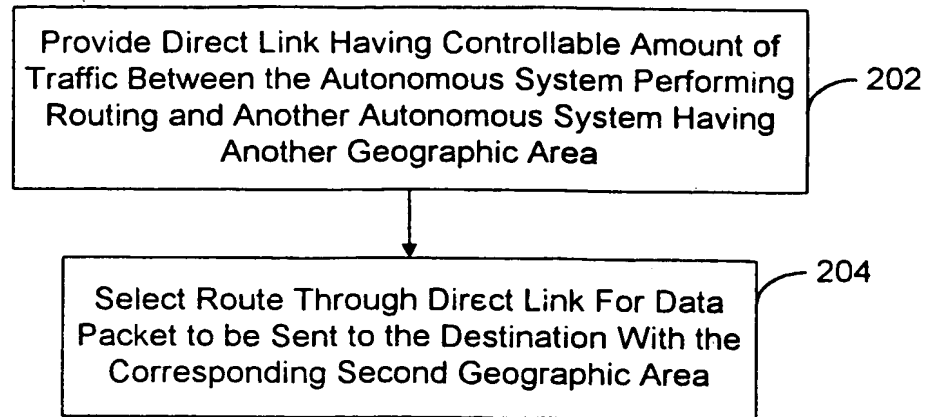 Provide Direct Link Having Controllable Amount of
Traffic Between the Autonomous System Performing
Routing and Another Autonomous System Having
Another Geographic Area
202
Select Route Through Direct Link For Data
Packet to be Sent to the Destination With the
Corresponding Second Geographic Area
204